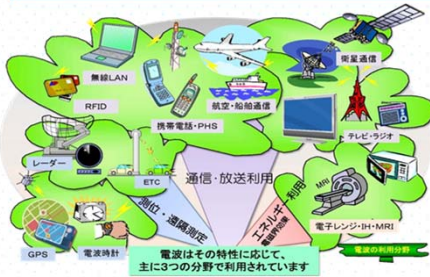 無線LAN
衛星通信
RFID
航空・船舶通信
携帯電話・PHS
テレビ・ラジオ
レーダー
ETC
通信・放送利用
MRI
測位・遠隔測定
エネルギー利用
電子レンジ・IH・MRI
GPS
電波時計
電波の利用分野
電波はその特性に応じて、
主に3つの分野で利用されています